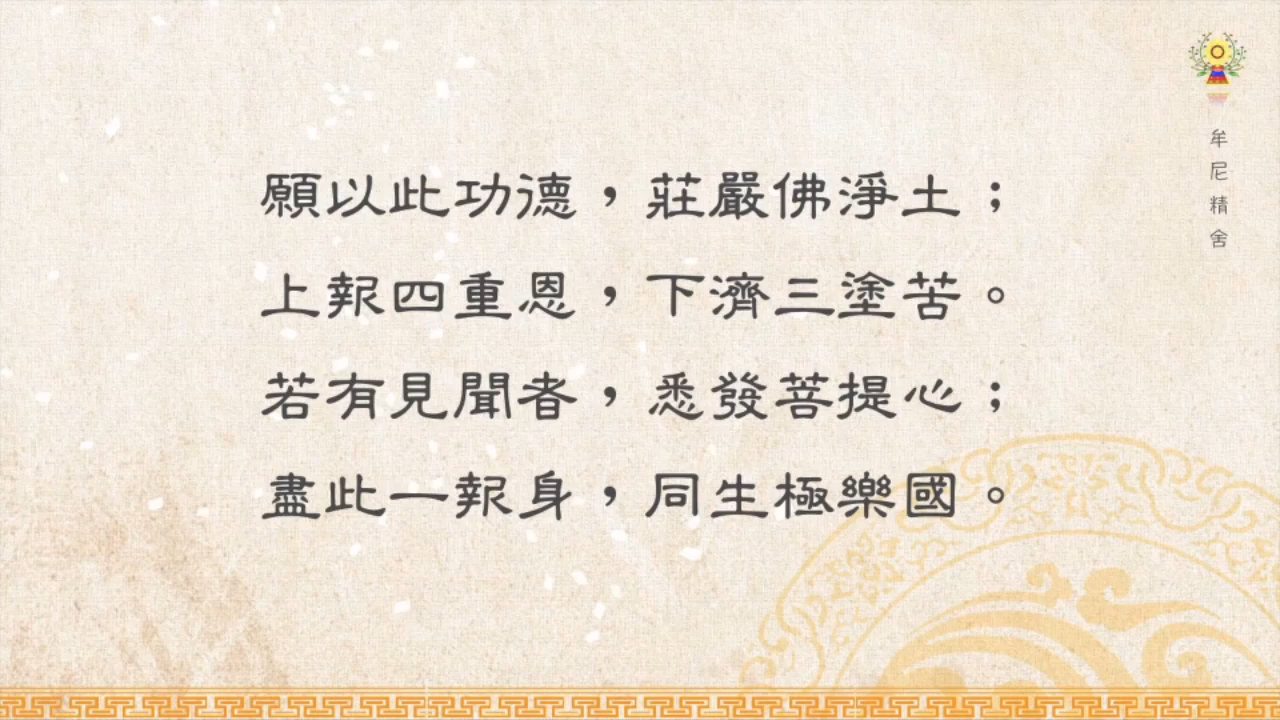 願以此功德，莊嚴佛淨土；
上報四重恩，下濟三塗苦。
若有見聞者，悉發菩提心；
盡此一報身，同生極樂國。
牟尼精舍